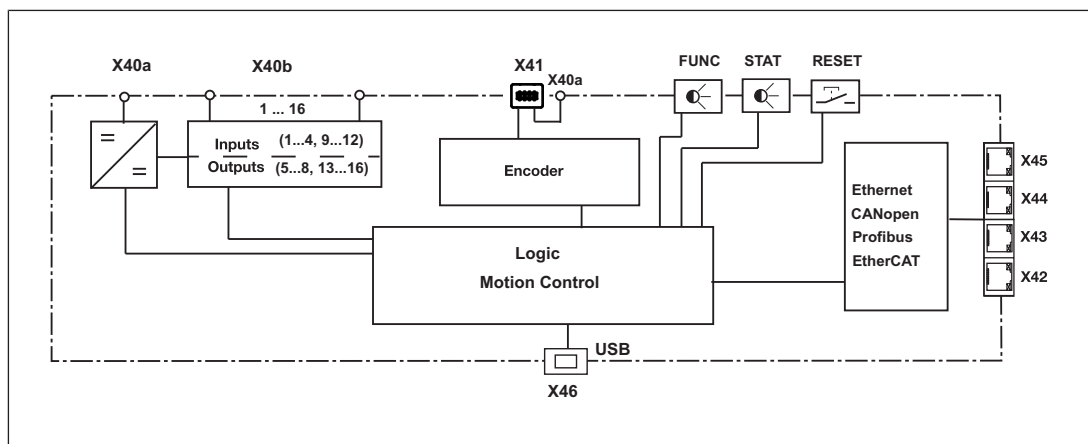 X40a
X40b
X41
X40a
FUNC
STAT
RESET
1 ... 16
Inputs (1...4, 9...12)
Outputs (5...8, 13...16)
Encoder
Ethernet
CANopen
Profibus
EtherCAT
X45
X44
X43
X42
Logic
Motion Control
USB
X46